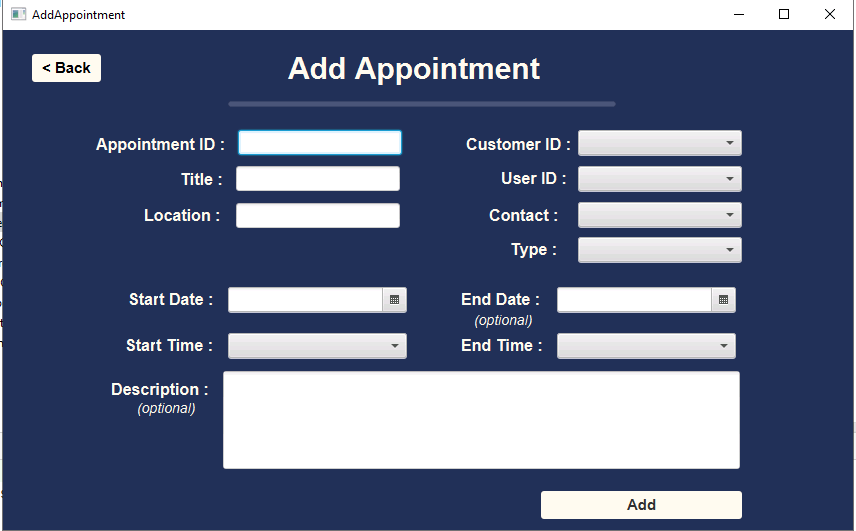 AddAppointment
< Back
Add Appointment
Appointment ID :
Customer ID :
Title :
User ID :
Location :
Contact :
Type :
Start Date :
End Date :
(optional)
Start Time :
End Time :
Description :
(optional)
Add